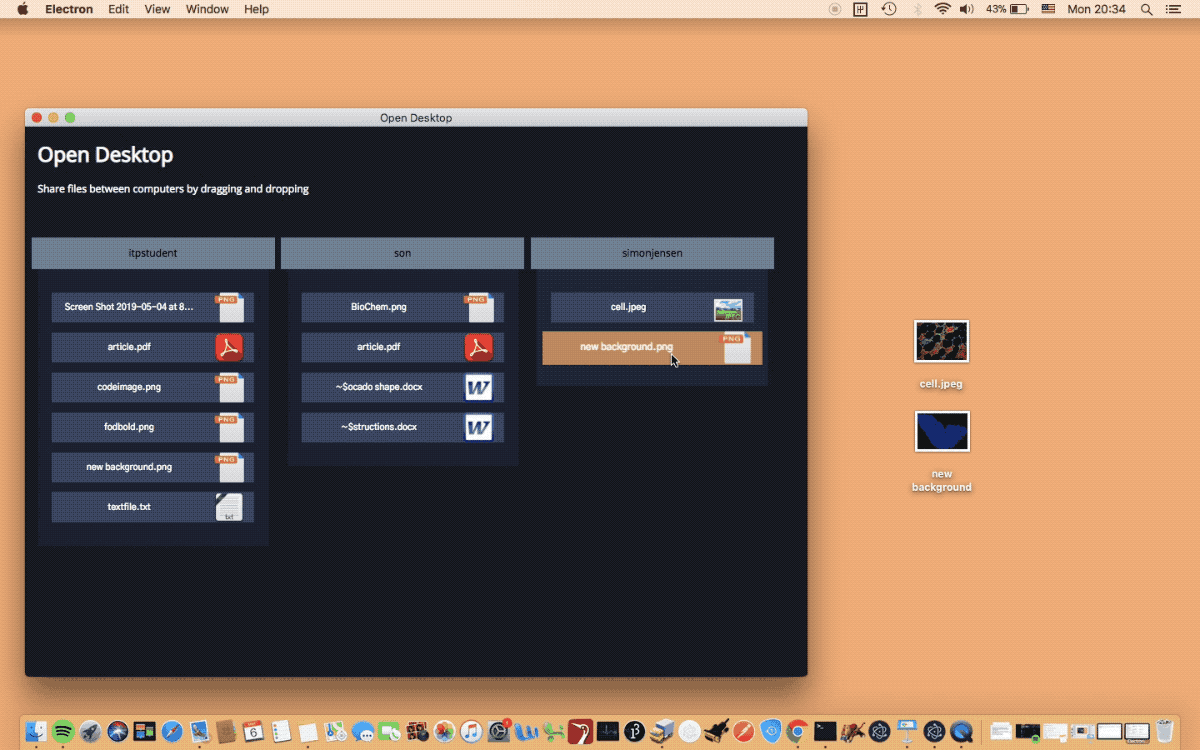 Electron Edit View Window Help 43% Mon 20:34
Open Desktop
Open Desktop
Share files between computers by dragging and dropping
itpstudent son simonjensen
Screen Shot 2019-05-04 at 8... PNG
article.pdf
codeimage.png PNG
fodbold.png PNG
new background.png PNG
textfile.txt txt
BioChem.png PNG
article.pdf
~$ocado shape.docx W
~$structions.docx W
cell.jpeg JPEG
new background.png PNG
cell.jpeg
new
background
6